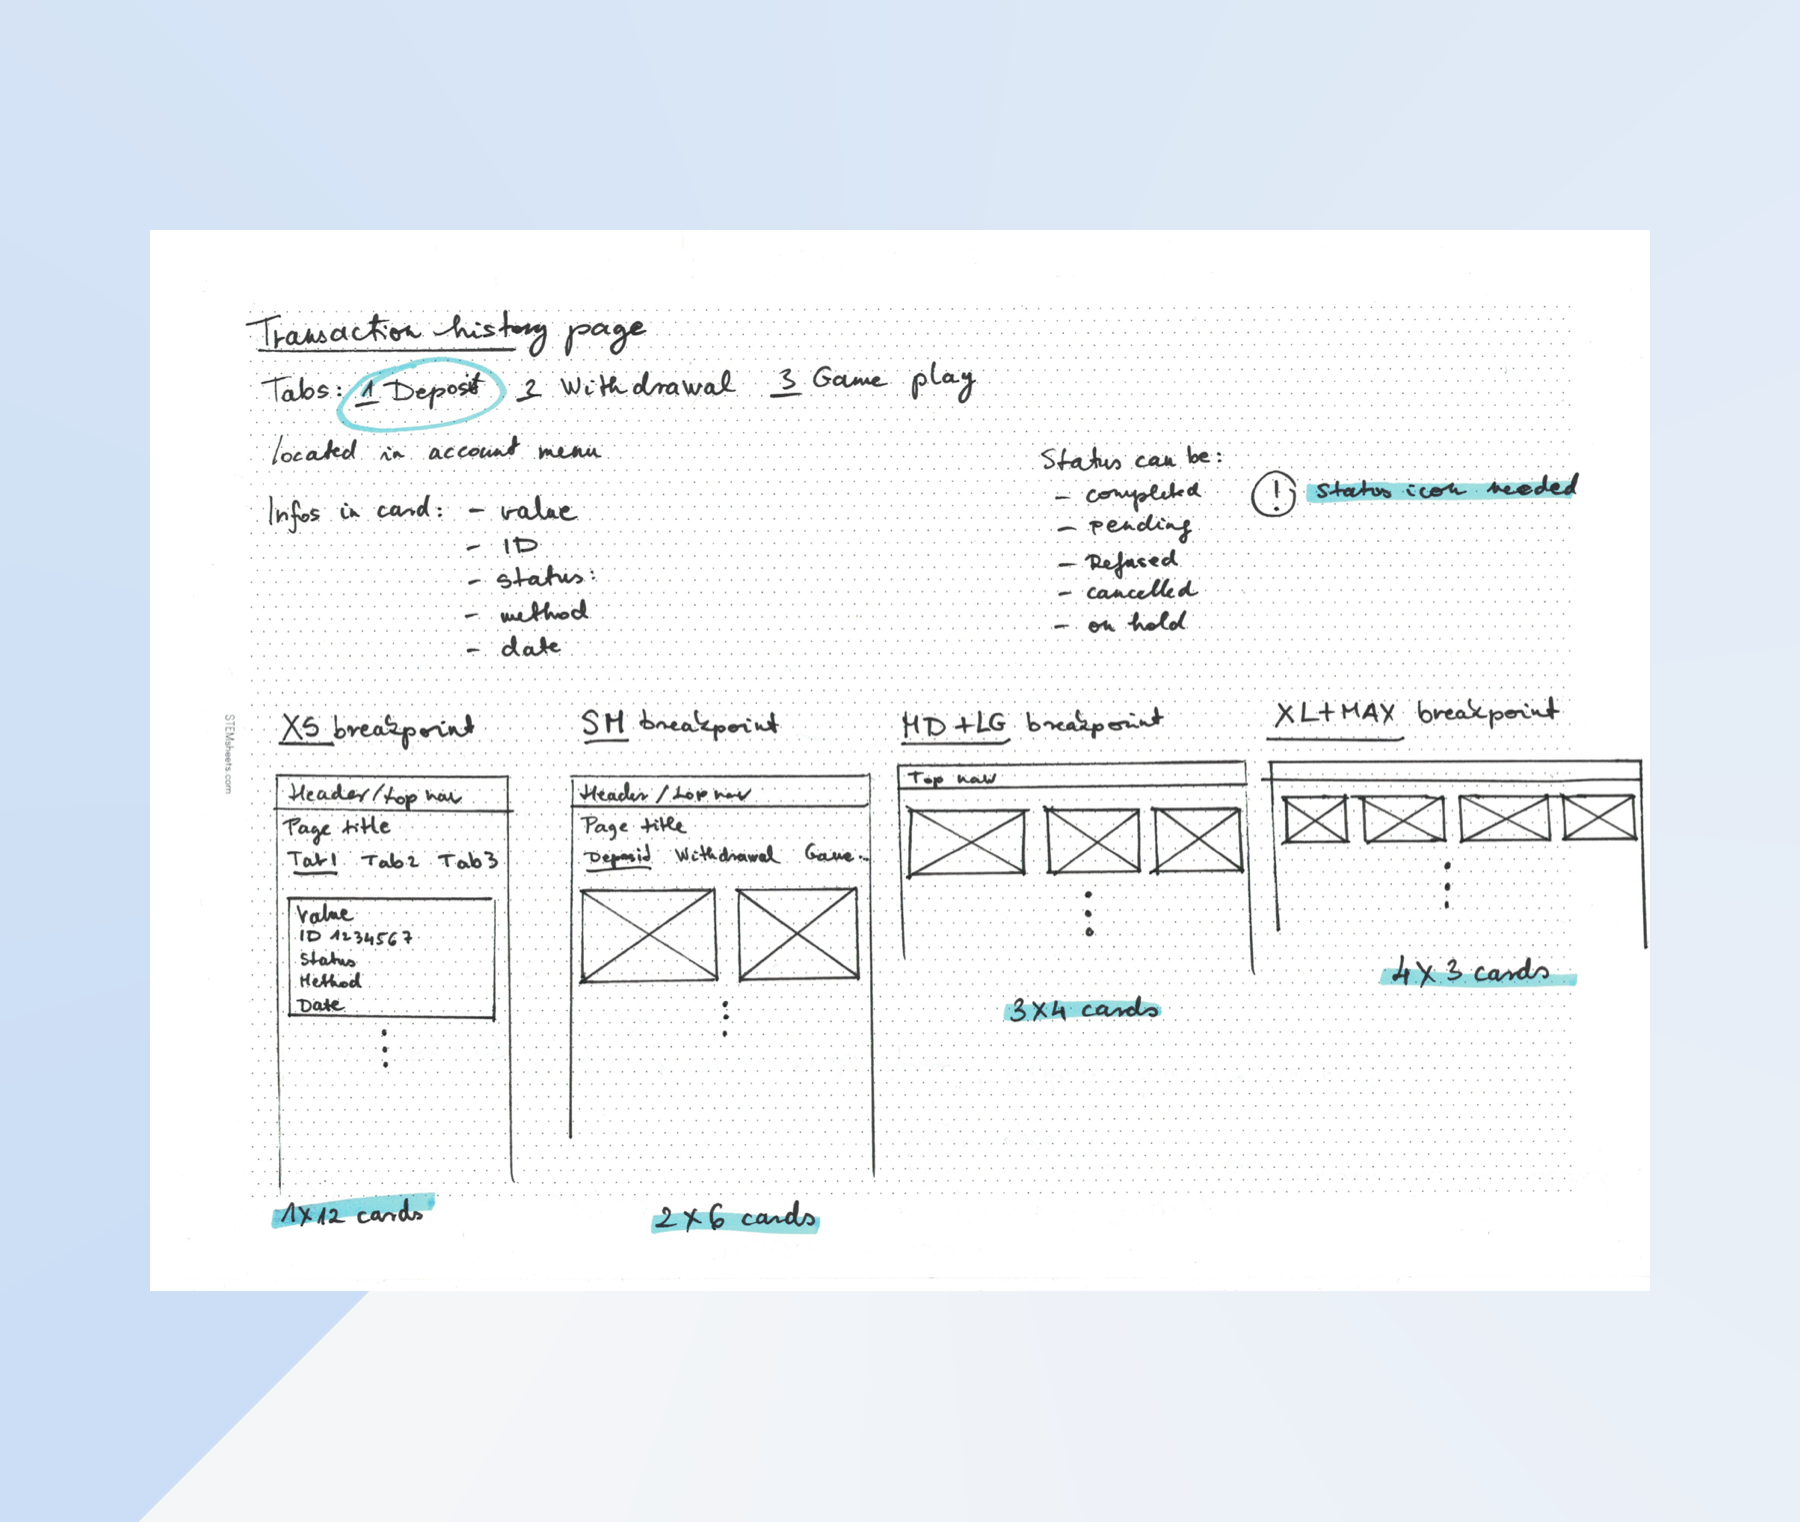 Transaction history page
Tabs: 1 Deposit 2 Withdrawal 3 Game play
located in account menu
Infos in card: - value
- ID
- status:
- method
- date
Status can be:
- completed
- pending
- Refused
- cancelled
- on hold
! Status icon needed
STEMsheets.com
XS breakpoint
Header/top nav
Page title
Tab1 Tab2 Tab3
Value
ID 1234567
Status
Method
Date
1x12 cards
SM breakpoint
Header/top nav
Page title
Deposit Withdrawal Game...
2x6 cards
MD+LG breakpoint
Top nav
3x4 cards
XL+MAX breakpoint
4x3 cards